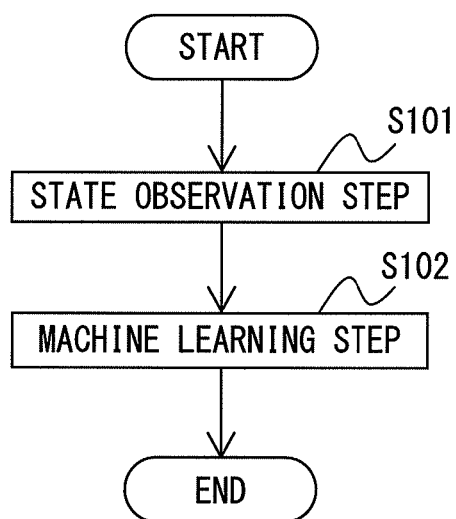 START
S101
STATE OBSERVATION STEP
S102
MACHINE LEARNING STEP
END